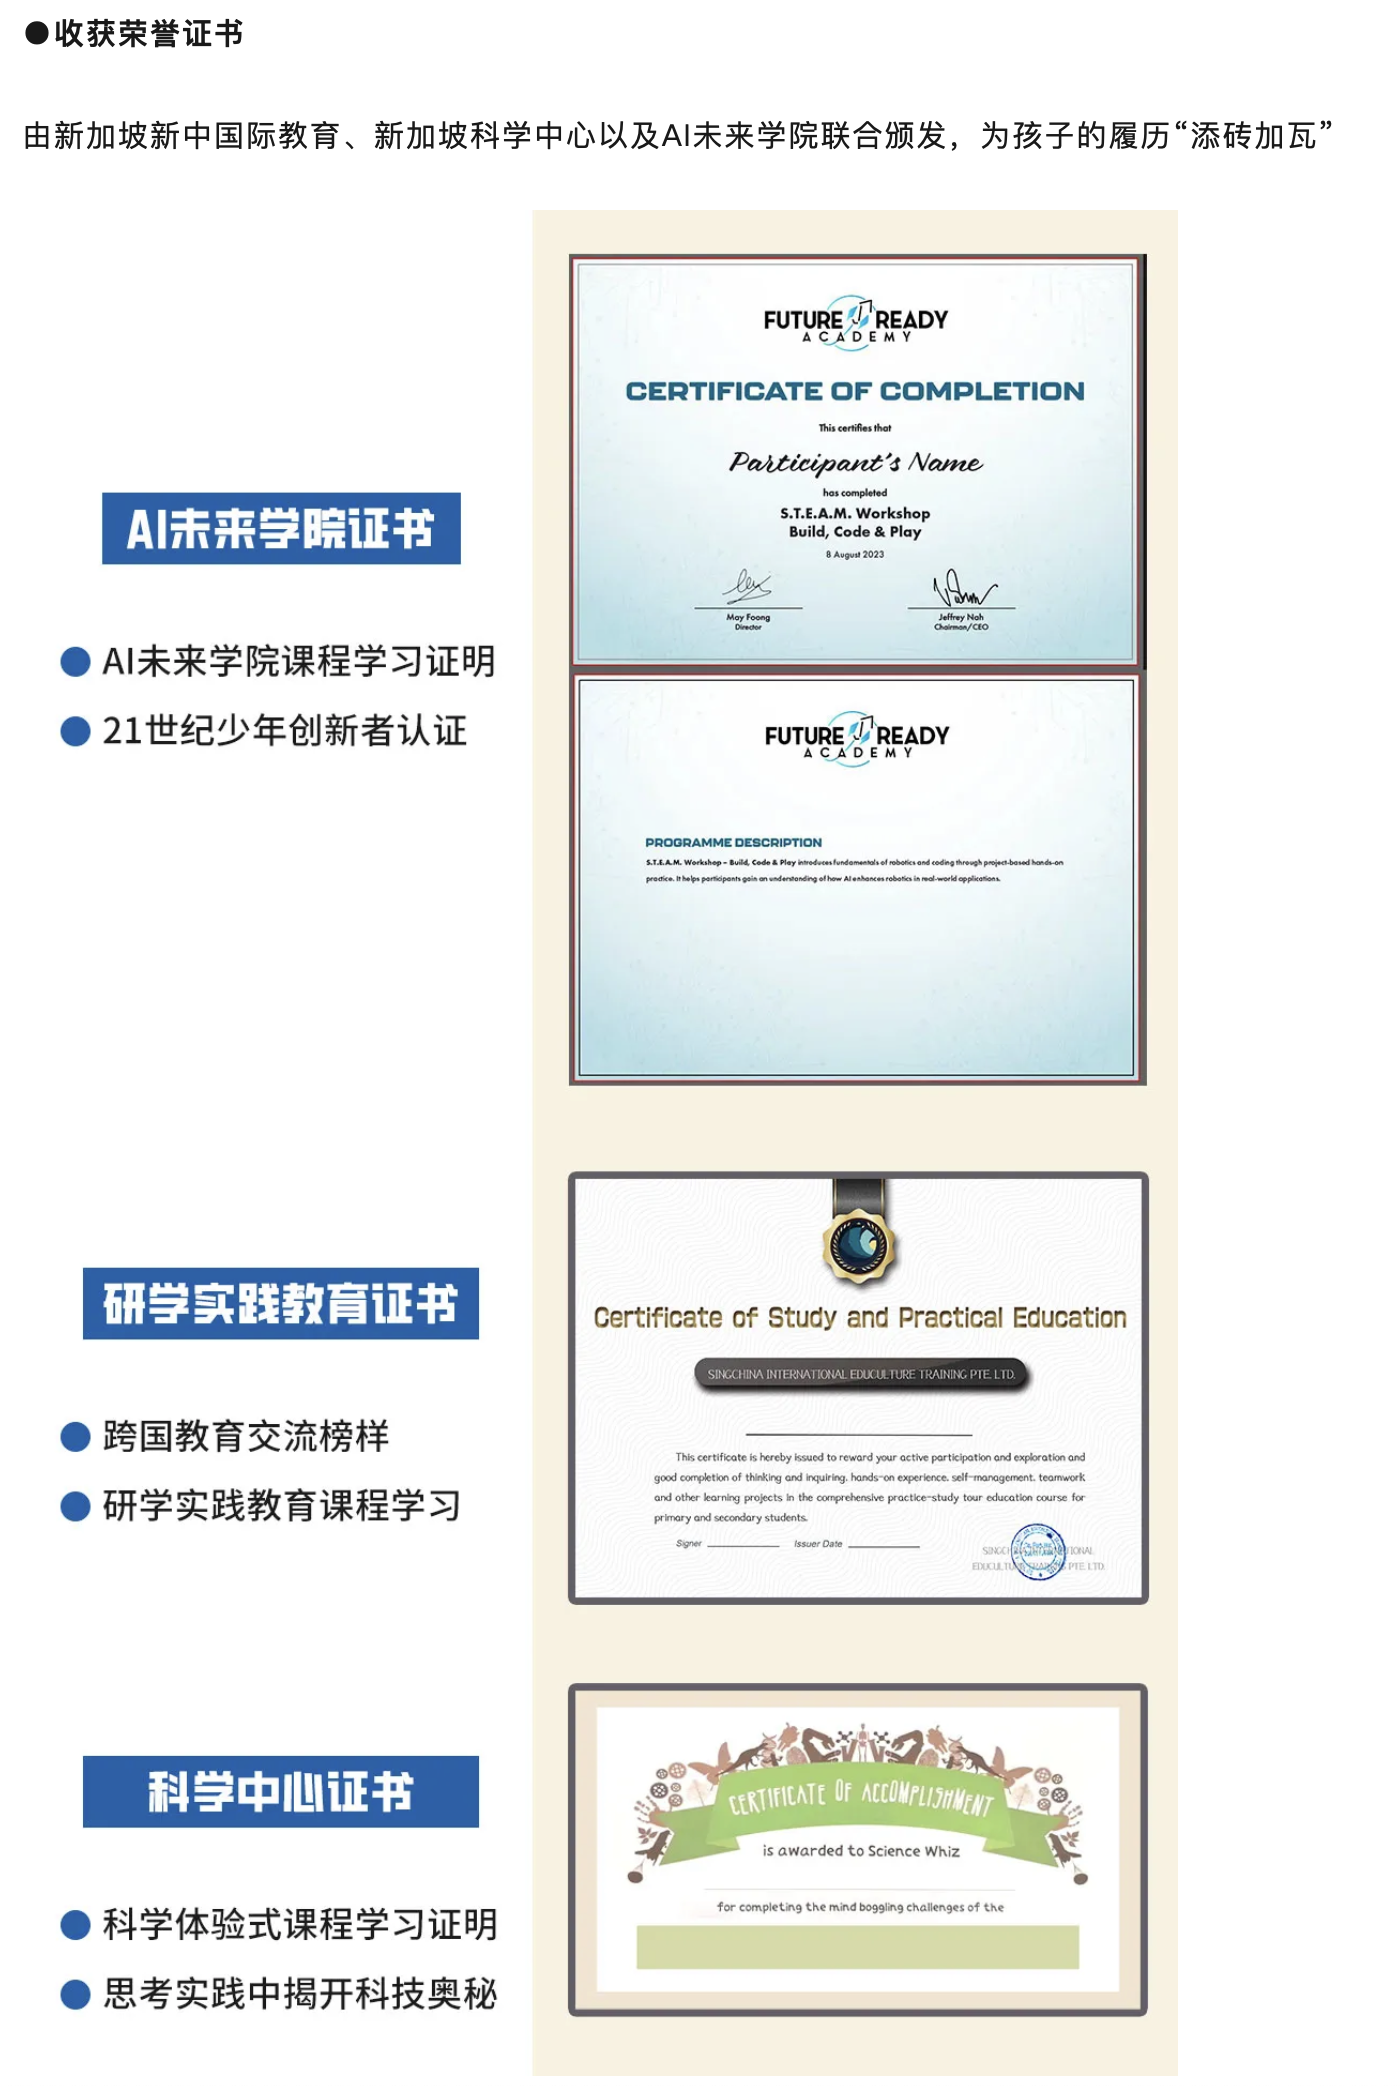 ●收获荣誉证书
由新加坡新中国际教育、新加坡科学中心以及AI未来学院联合颁发，为孩子的履历“添砖加瓦”
FUTURE READY
ACADEMY
CERTIFICATE OF COMPLETION
This certifies that
Participant's Name
has completed
S.T.E.A.M. Workshop
Build, Code & Play
8 August 2023
May Foong
Director
Jeffrey Nah
Chairman/CEO
AI未来学院证书
AI未来学院课程学习证明
21世纪少年创新者认证
FUTURE READY
ACADEMY
PROGRAMME DESCRIPTION
S.T.E.A.M. Workshop – Build, Code & Play introduces fundamentals of robotics and coding through project-based hands-on
practice. It helps participants gain an understanding of how AI enhances robotics in real-world applications.
研学实践教育证书
跨国教育交流榜样
研学实践教育课程学习
Certificate of Study and Practical Education
SINGCHINA INTERNATIONAL EDUCULTURE TRAINING PTE. LTD.
This certificate is hereby issued to reward your active participation and exploration and
good completion of thinking and inquiring, hands-on experience, self-management, teamwork
and other learning projects in the comprehensive practice-study tour education course for
primary and secondary students.
Signer
Issuer Date
SINGCHINA INTERNATIONAL
EDUCULTURE TRAINING PTE. LTD.
科学中心证书
科学体验式课程学习证明
思考实践中揭开科技奥秘
CERTIFICATE OF ACCOMPLISHMENT
is awarded to Science Whiz
for completing the mind boggling challenges of the